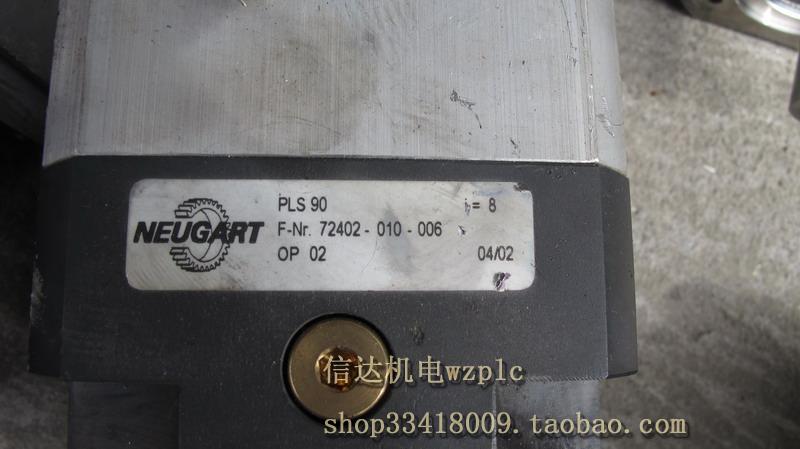 NEUGART
PLS 90 i = 8
F-Nr. 72402 - 010 - 006
OP 02 04/02
信达机电wzplc
shop33418009.taobao.com